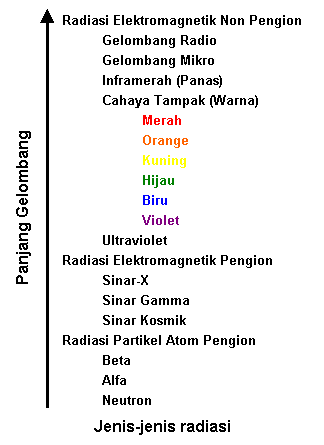 Radiasi Elektromagnetik Non Pengion
Gelombang Radio
Gelombang Mikro
Inframerah (Panas)
Cahaya Tampak (Warna)
Merah
Orange
Kuning
Hijau
Biru
Violet
Ultraviolet
Radiasi Elektromagnetik Pengion
Sinar-X
Sinar Gamma
Sinar Kosmik
Radiasi Partikel Atom Pengion
Beta
Alfa
Neutron
Panjang Gelombang
Jenis-jenis radiasi